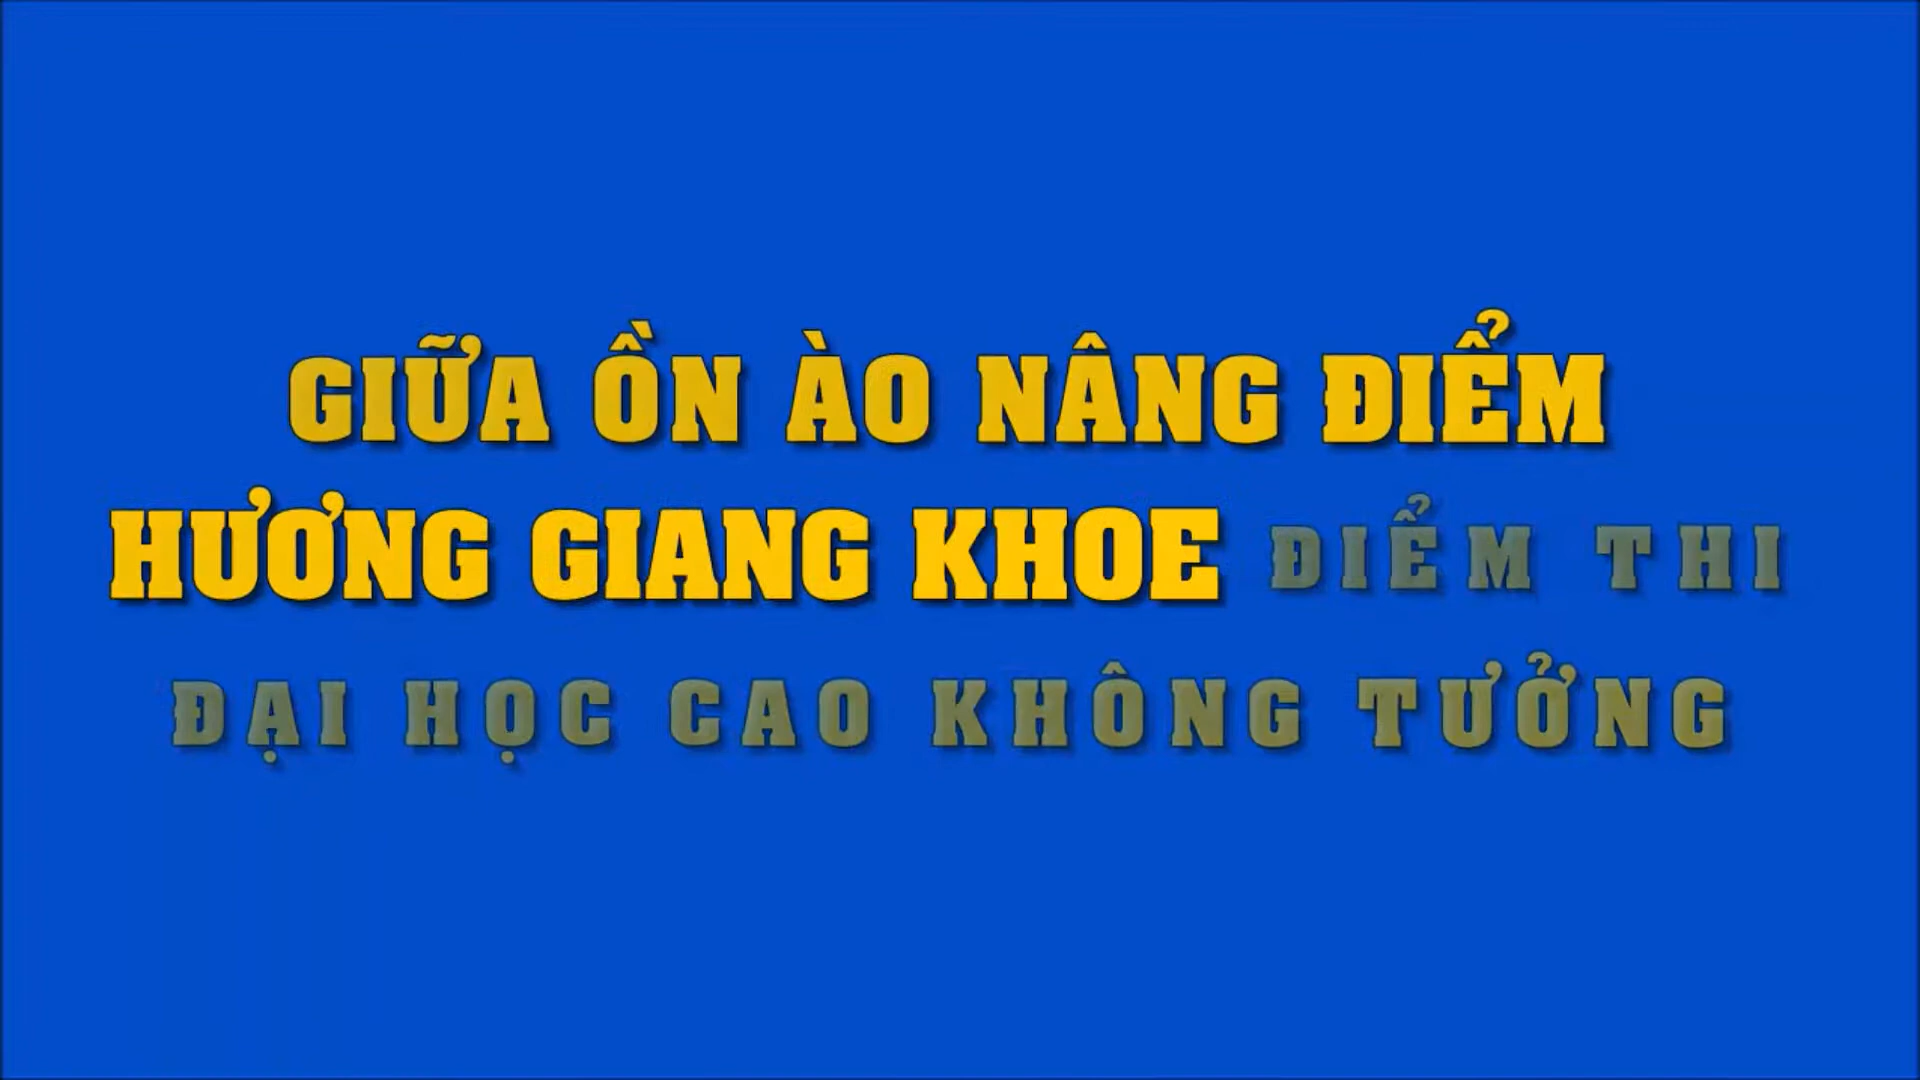 GIỮA ỒN ÀO NÂNG ĐIỂM
HƯƠNG GIANG KHOE ĐIỂM THI
ĐẠI HỌC CAO KHÔNG TƯỞNG